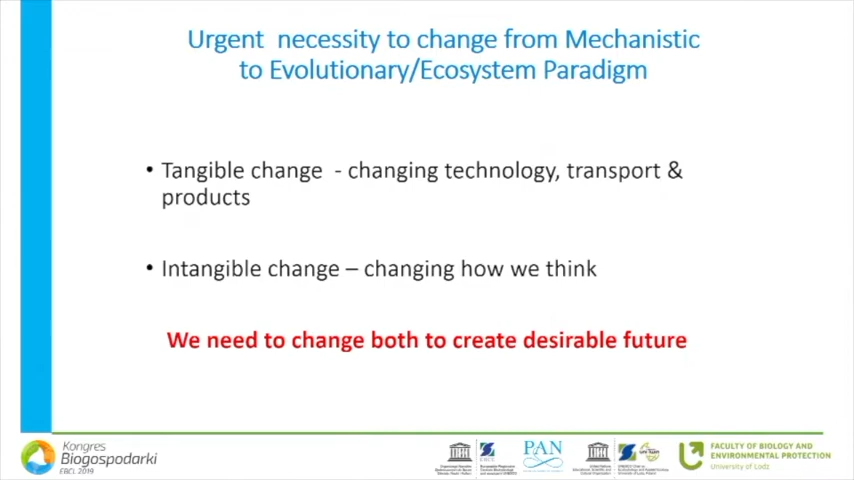 Urgent necessity to change from Mechanistic
to Evolutionary/Ecosystem Paradigm
• Tangible change - changing technology, transport &
products
• Intangible change – changing how we think
We need to change both to create desirable future
Kongres
Biogospodarki
EBCL 2019
PAN
FACULTY OF BIOLOGY AND
ENVIRONMENTAL PROTECTION
University of Lodz